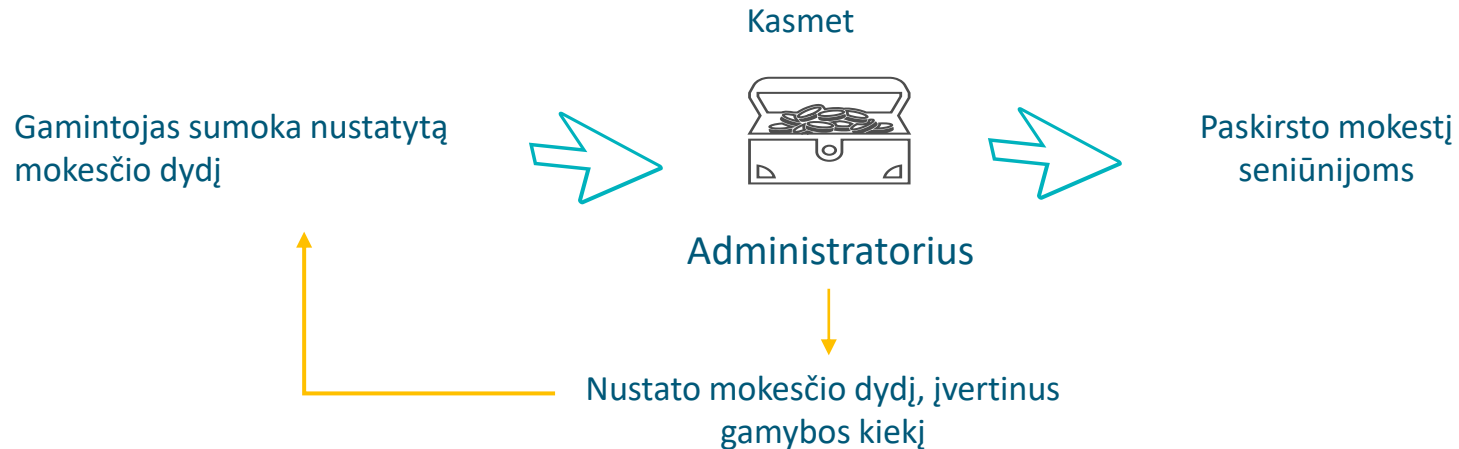 Kasmet
Gamintojas sumoka nustatytą
mokesčio dydį
Administratorius
Paskirsto mokestį
seniūnijoms
Nustato mokesčio dydį, įvertinus
gamybos kiekį